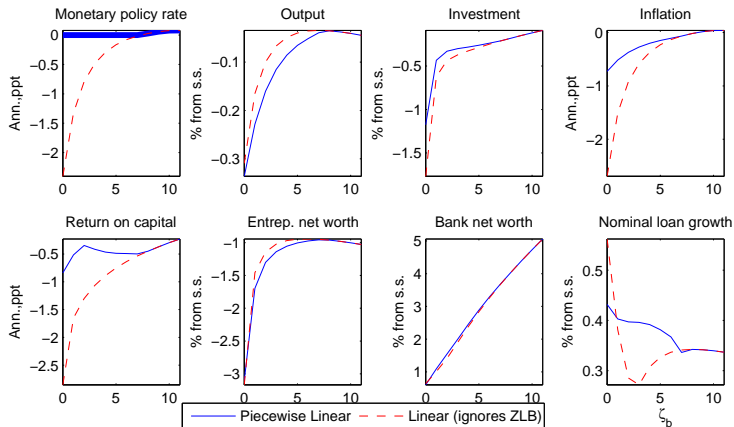 Monetary policy rate
Output
Investment
Inflation
Ann.,ppt
0
−0.5
−1
−1.5
−2
0 5 10
% from s.s.
−0.1
−0.2
−0.3
0 5 10
% from s.s.
−0.5
−1
−1.5
0 5 10
Ann.,ppt
0
−1
−2
0 5 10
Return on capital
Entrep. net worth
Bank net worth
Nominal loan growth
Ann.,ppt
−0.5
−1
−1.5
−2
−2.5
0 5 10
% from s.s.
−1
−1.5
−2
−2.5
−3
0 5 10
% from s.s.
5
4
3
2
1
0 5 10
% from s.s.
0.5
0.4
0.3
0 5 10
ζb
Piecewise Linear
Linear (ignores ZLB)